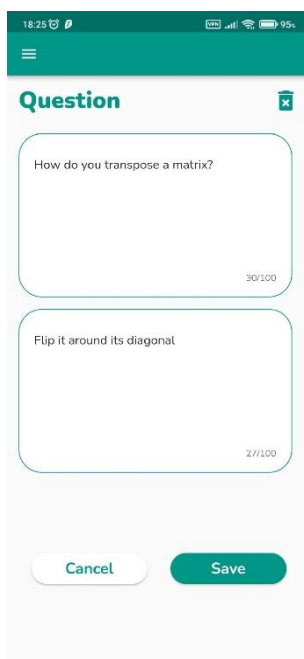 18:25 VPN 95%
Question
How do you transpose a matrix?
30/100
Flip it around its diagonal
27/100
Cancel Save